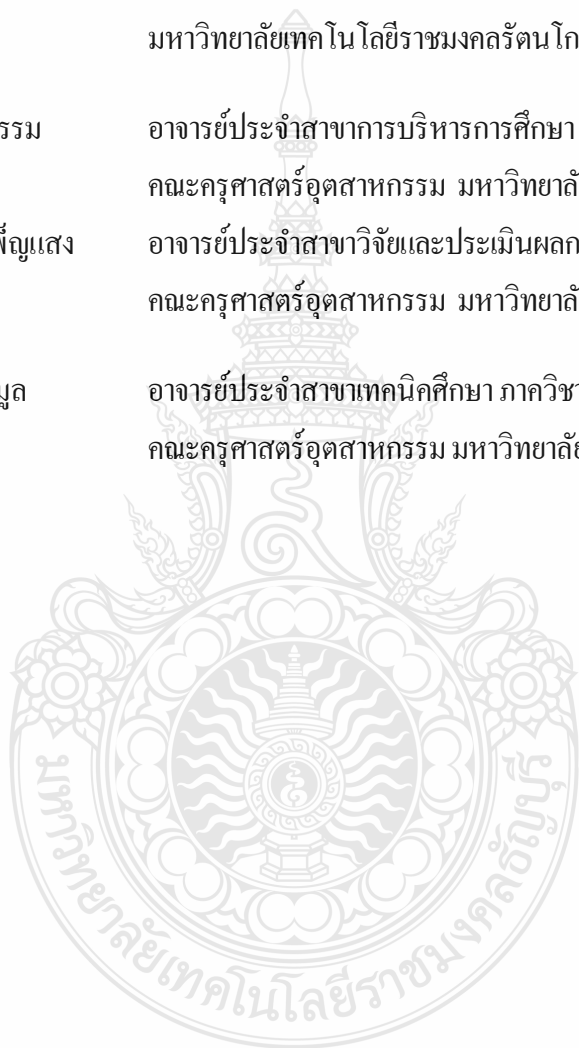 มหาวิทยาลัยเทคโนโลยีราชมงคลรัตนโก
รรม อาจารย์ประจำสาขาการบริหารการศึกษา
คณะครุศาสตร์อุตสาหกรรม มหาวิทยาลั
พ็ญแสง อาจารย์ประจำสาขาวิจัยและประเมินผลก
คณะครุศาสตร์อุตสาหกรรม มหาวิทยาลั
มูล อาจารย์ประจำสาขาเทคนิคศึกษา ภาควิชา
คณะครุศาสตร์อุตสาหกรรม มหาวิทยาลัย
มหาวิทยาลัยเทคโนโลยีราชมงคลธัญบุรี